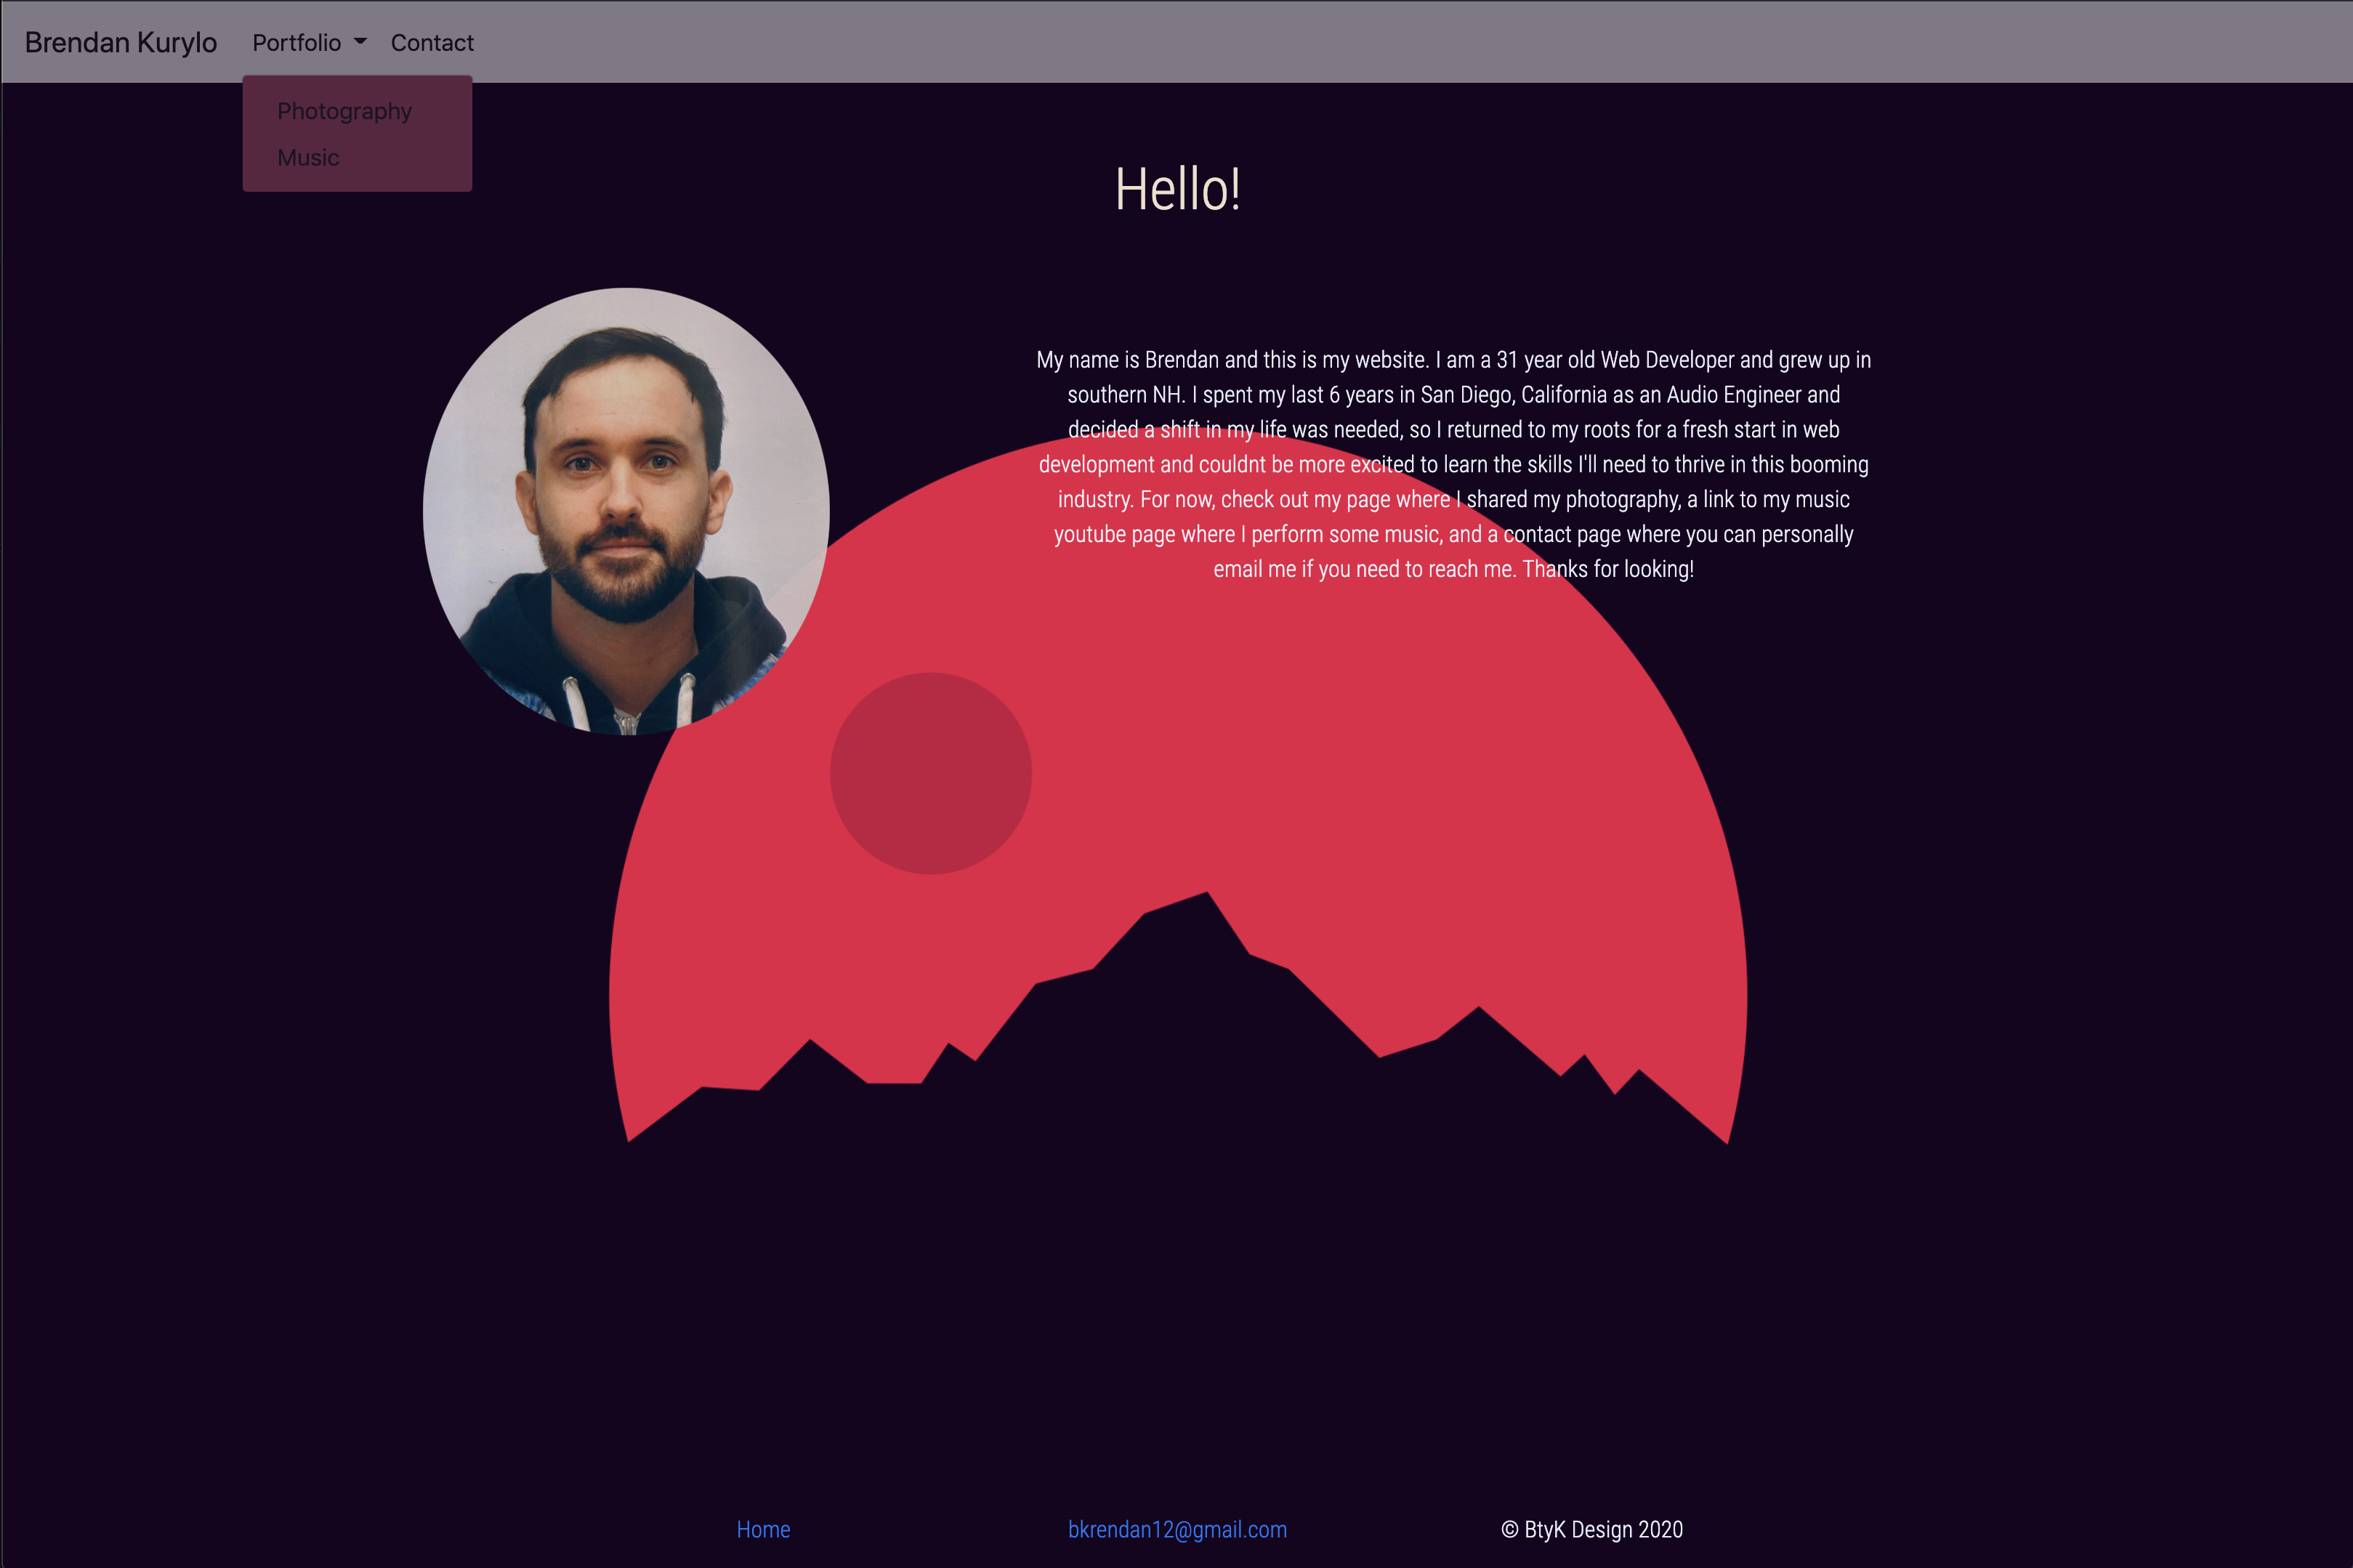 Brendan Kurylo Portfolio Contact
Photography
Music
Hello!
My name is Brendan and this is my website. I am a 31 year old Web Developer and grew up in
southern NH. I spent my last 6 years in San Diego, California as an Audio Engineer and
decided a shift in my life was needed, so I returned to my roots for a fresh start in web
development and couldnt be more excited to learn the skills I'll need to thrive in this booming
industry. For now, check out my page where I shared my photography, a link to my music
youtube page where I perform some music, and a contact page where you can personally
email me if you need to reach me. Thanks for looking!
Home bkrendan12@gmail.com © BtyK Design 2020